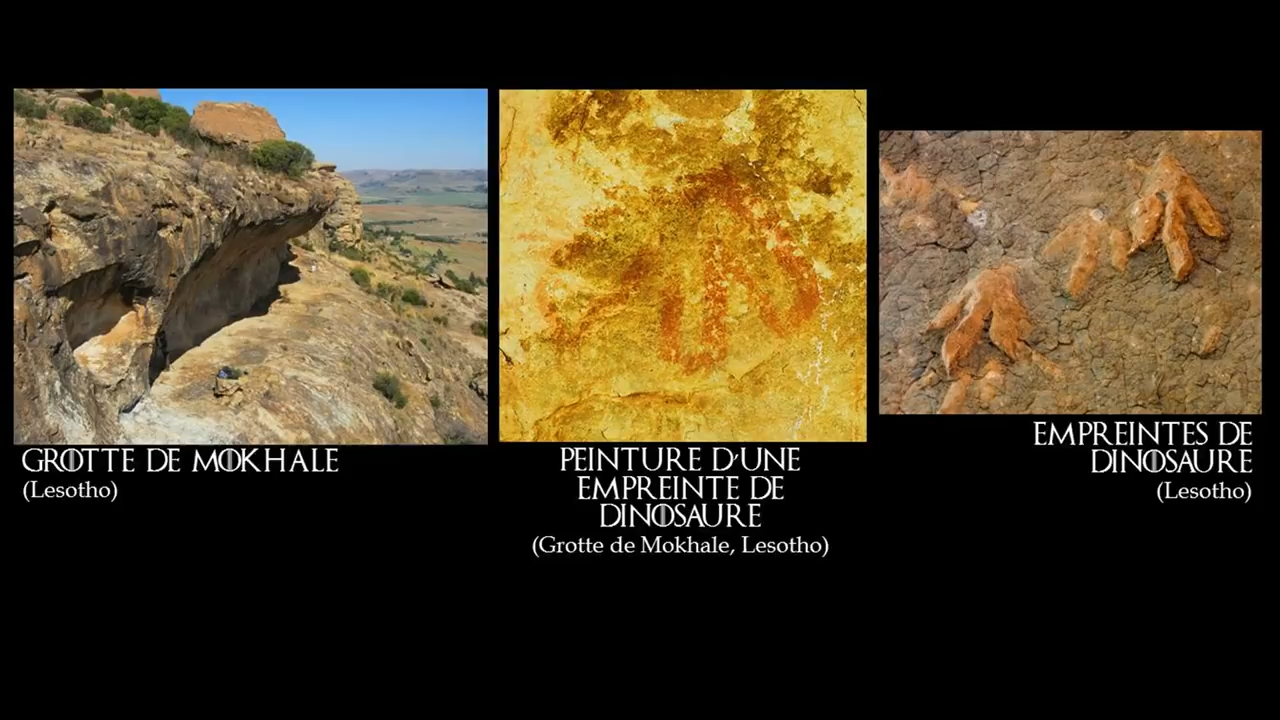 GROTTE DE MOKHALE
(Lesotho)
PEINTURE D'UNE
EMPREINTE DE
DINOSAURE
(Grotte de Mokhale, Lesotho)
EMPREINTES DE
DINOSAURE
(Lesotho)